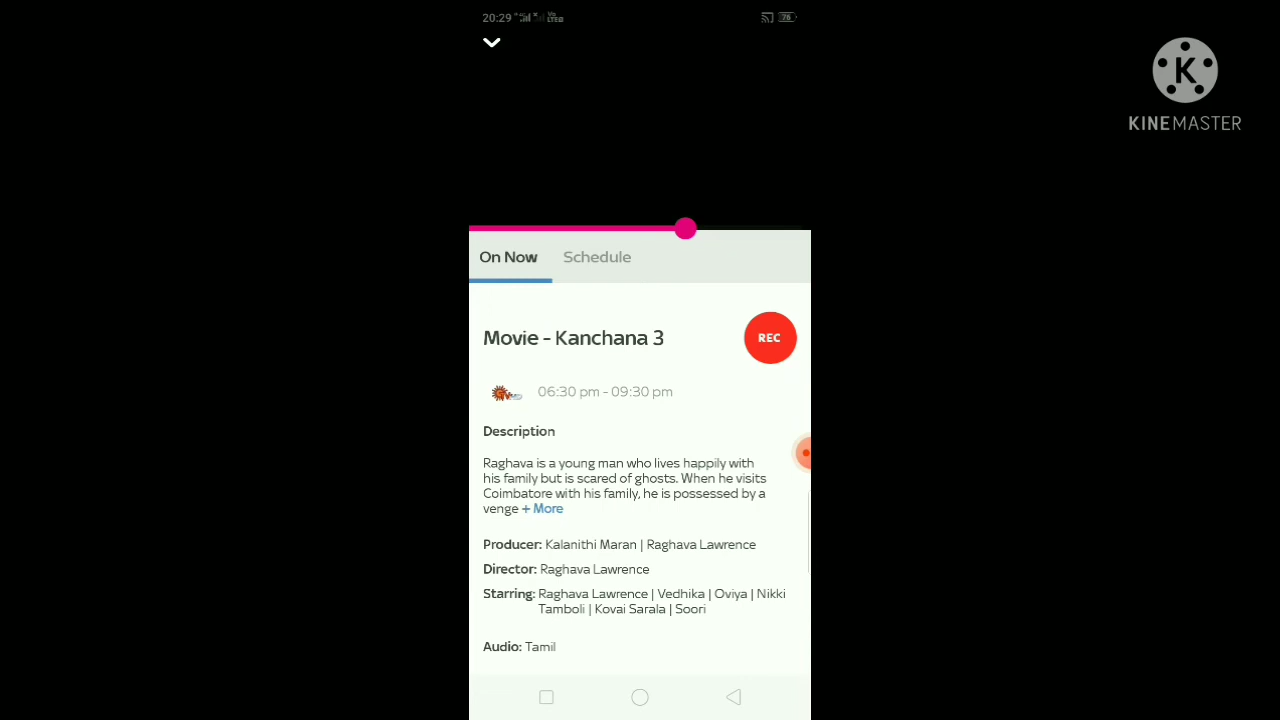 20:29
76
K
KINEMASTER
On Now
Schedule
Movie - Kanchana 3
REC
06:30 pm - 09:30 pm
Description
Raghava is a young man who lives happily with
his family but is scared of ghosts. When he visits
Coimbatore with his family, he is possessed by a
venge + More
Producer: Kalanithi Maran | Raghava Lawrence
Director: Raghava Lawrence
Starring: Raghava Lawrence | Vedhika | Oviya | Nikki
Tamboli | Kovai Sarala | Soori
Audio: Tamil